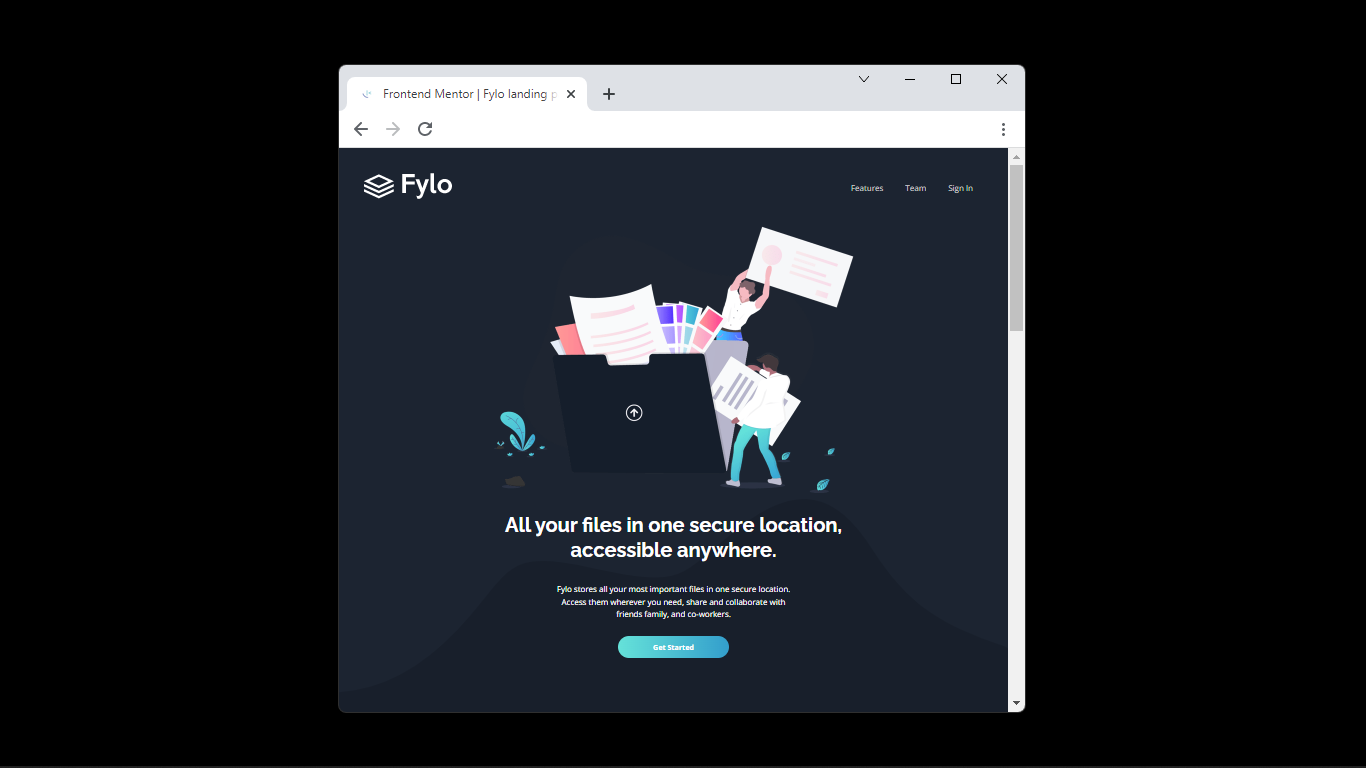 Frontend Mentor | Fylo landing p
Fylo
Features Team Sign In
All your files in one secure location,
accessible anywhere.
Fylo stores all your most important files in one secure location.
Access them wherever you need, share and collaborate with
friends family, and co-workers.
Get Started